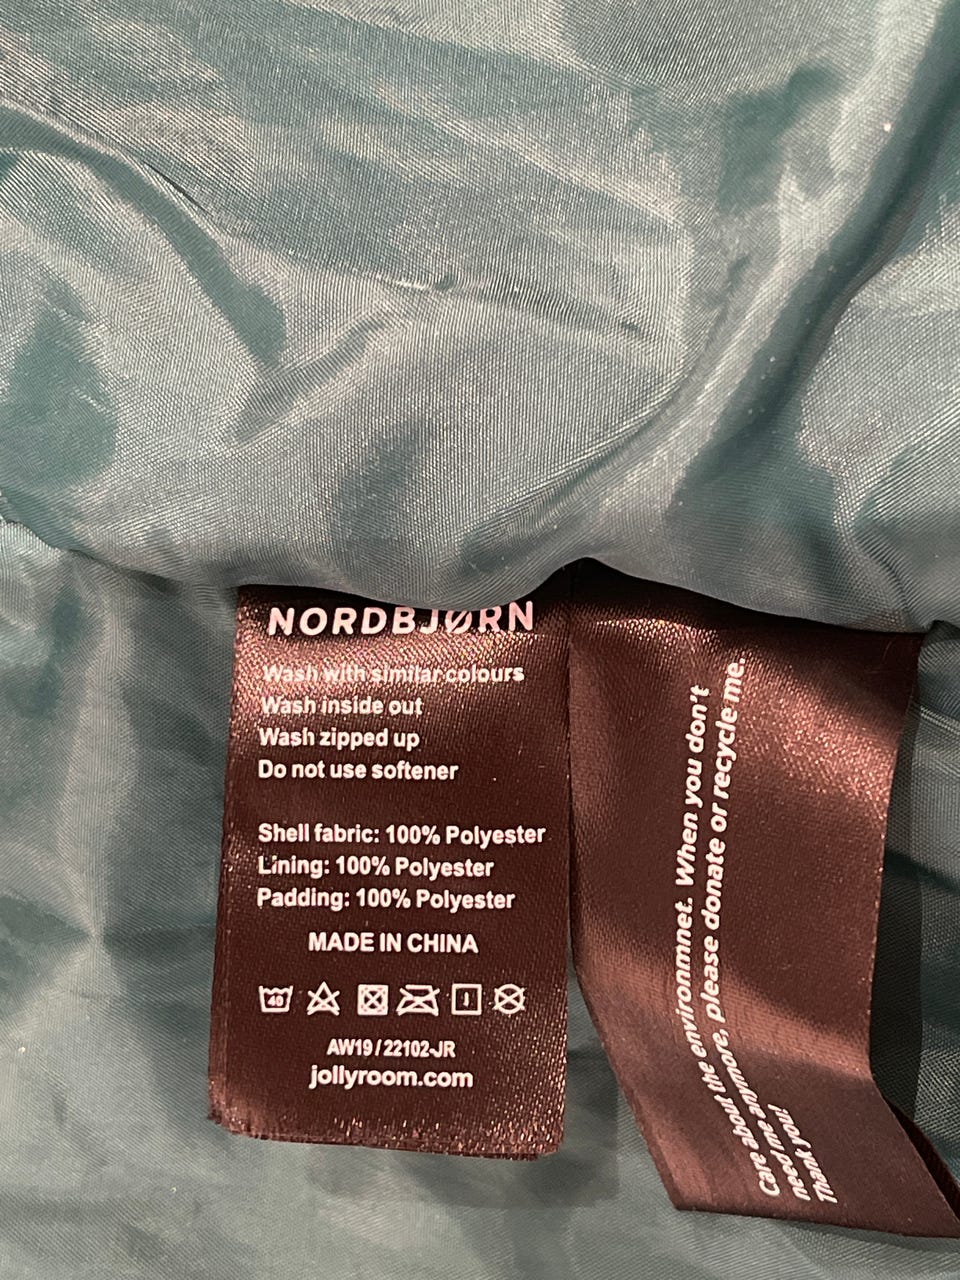 NORDBJØRN
Wash with similar colours
Wash inside out
Wash zipped up
Do not use softener
Shell fabric: 100% Polyester
Lining: 100% Polyester
Padding: 100% Polyester
MADE IN CHINA
40
AW19 / 22102-JR
jollyroom.com
Care about the environmnet. When you don't
need me anymore, please donate or recycle me.
Thank you!